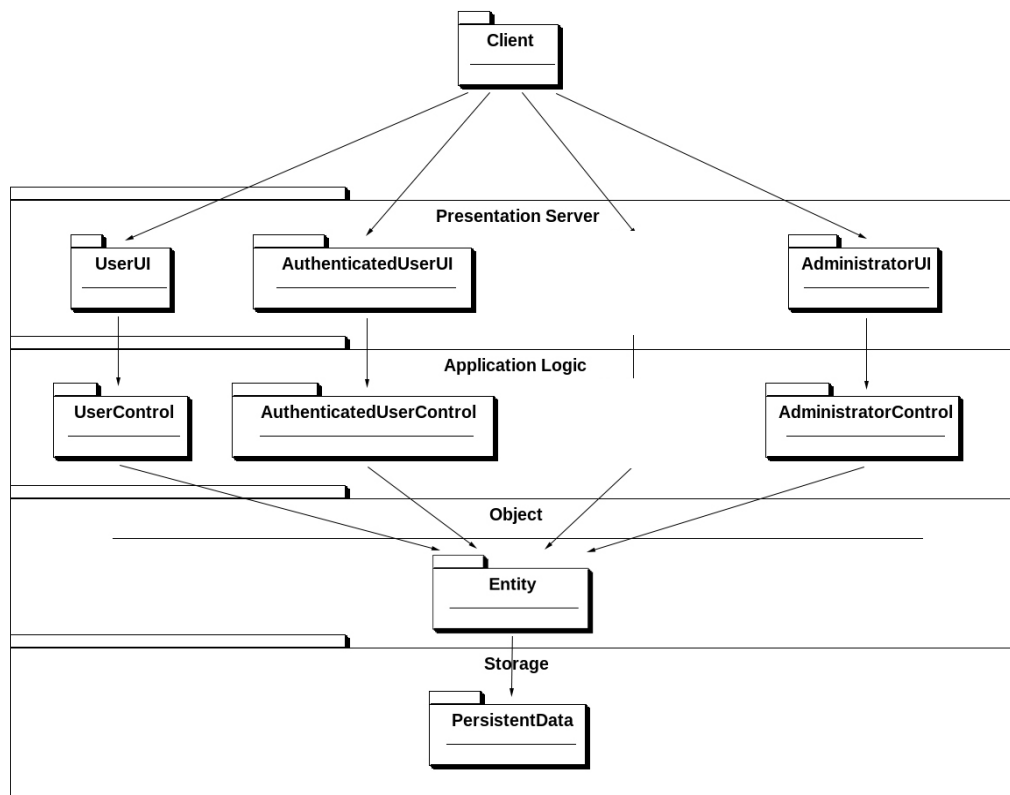 Client
Presentation Server
UserUI
AuthenticatedUserUI
AdministratorUI
Application Logic
UserControl
AuthenticatedUserControl
AdministratorControl
Object
Entity
Storage
PersistentData